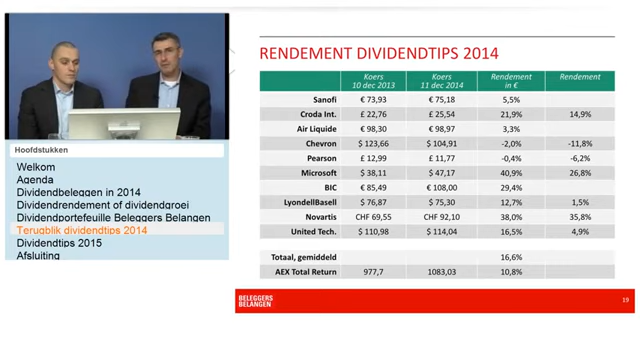 Hoofdstukken
Welkom
Agenda
Dividendbeleggen in 2014
Dividendrendement of dividendgroei
Dividendportefeuille Beleggers Belangen
Terugblik dividendtips 2014
Dividendtips 2015
Afsluiting
RENDEMENT DIVIDENDTIPS 2014
Koers 10 dec 2013 Koers 11 dec 2014 Rendement in € Rendement
Sanofi € 73,93 € 75,18 5,5%
Croda Int. £ 22,76 £ 25,54 21,9% 14,9%
Air Liquide € 98,30 € 98,97 3,3%
Chevron $ 123,66 $ 104,91 -2,0% -11,8%
Pearson £ 12,99 £ 11,77 -0,4% -6,2%
Microsoft $ 38,11 $ 47,17 40,9% 26,8%
BIC € 85,49 € 108,00 29,4%
LyondellBasell $ 76,87 $ 75,30 12,7% 1,5%
Novartis CHF 69,55 CHF 92,10 38,0% 35,8%
United Tech. $ 110,98 $ 114,04 16,5% 4,9%
Totaal, gemiddeld 16,6%
AEX Total Return 977,7 1083,03 10,8%
BELEGGERS
BELANGEN
19